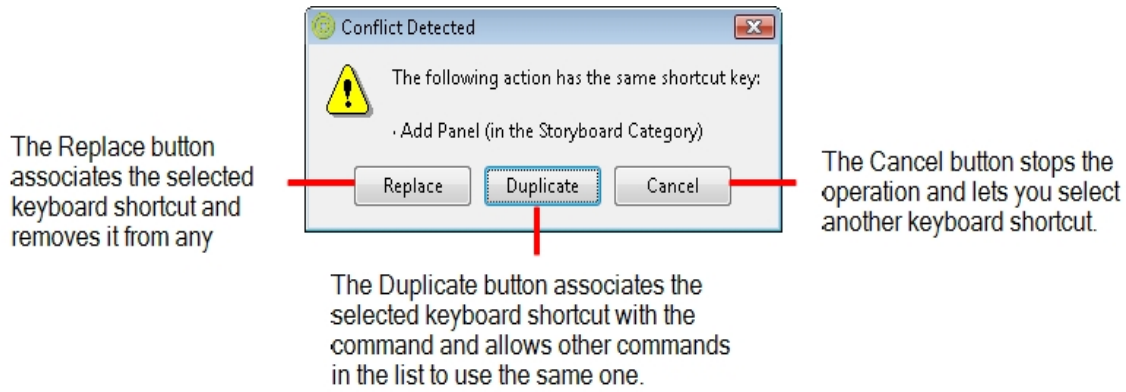 Conflict Detected
The following action has the same shortcut key:
· Add Panel (in the Storyboard Category)
Replace
Duplicate
Cancel
The Replace button
associates the selected
keyboard shortcut and
removes it from any
The Cancel button stops the
operation and lets you select
another keyboard shortcut.
The Duplicate button associates the
selected keyboard shortcut with the
command and allows other commands
in the list to use the same one.